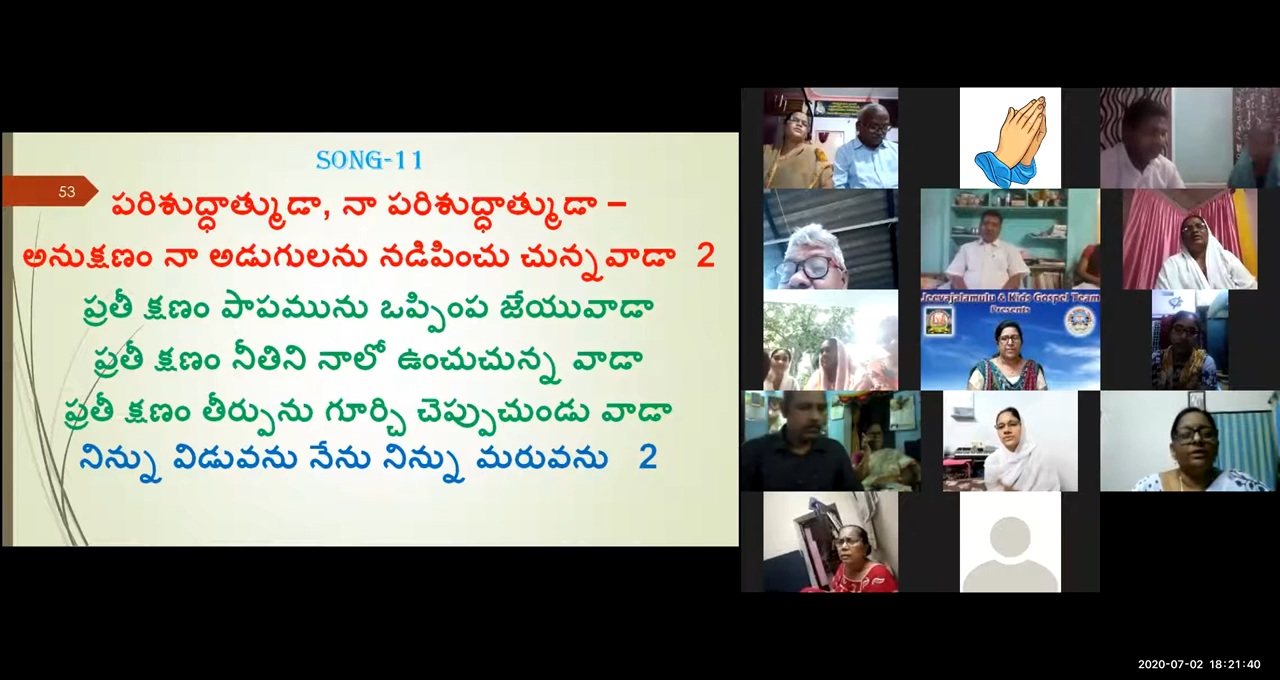 SONG-11
53
పరిశుద్ధాత్ముడా, నా పరిశుద్ధాత్ముడా –
అనుక్షణం నా అడుగులను నడిపించు చున్నవాడా 2
ప్రతీ క్షణం పాపమును ఒప్పింప జేయువాడా
ప్రతీ క్షణం నీతిని నాలో ఉంచుచున్న వాడా
ప్రతీ క్షణం తీర్పును గూర్చి చెప్పుచుండు వాడా
నిన్ను విడువను నేను నిన్ను మరువను 2
Jeevajalamulu & Kids Gospel Team
Presents
2020-07-02 18:21:40